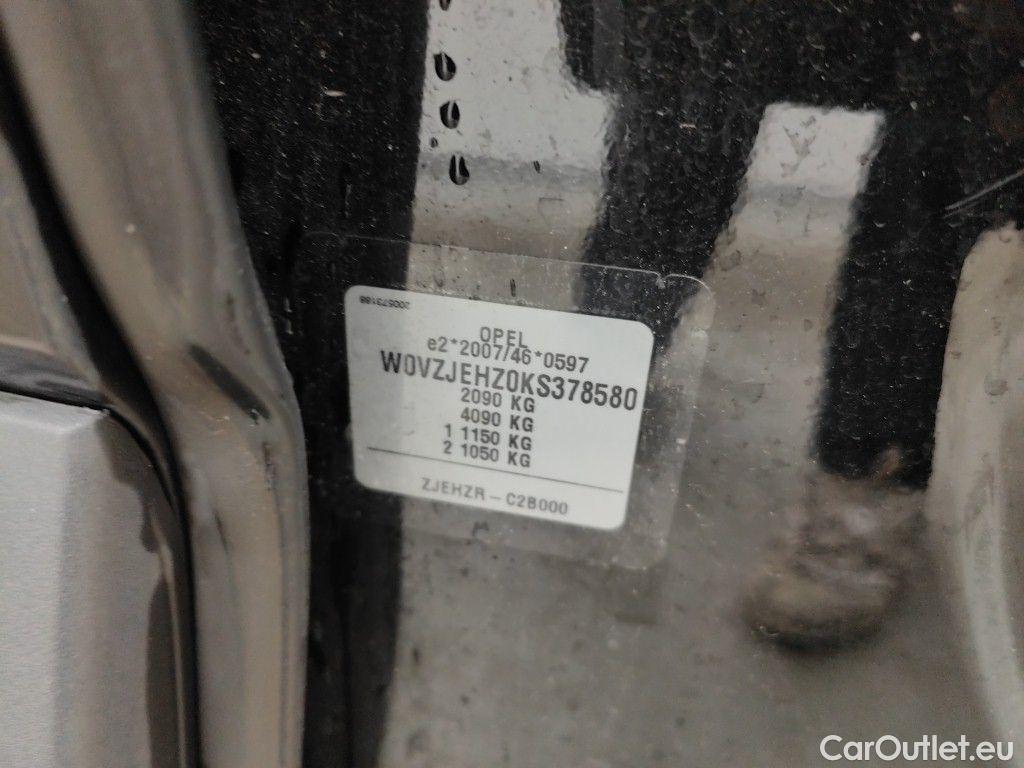 200573188
OPEL
e2*2007/46*0597
W0VZJEHZ0KS378580
2090 KG
4090 KG
1 1150 KG
2 1050 KG
ZJEHZR - C2B000
CarOutlet.eu